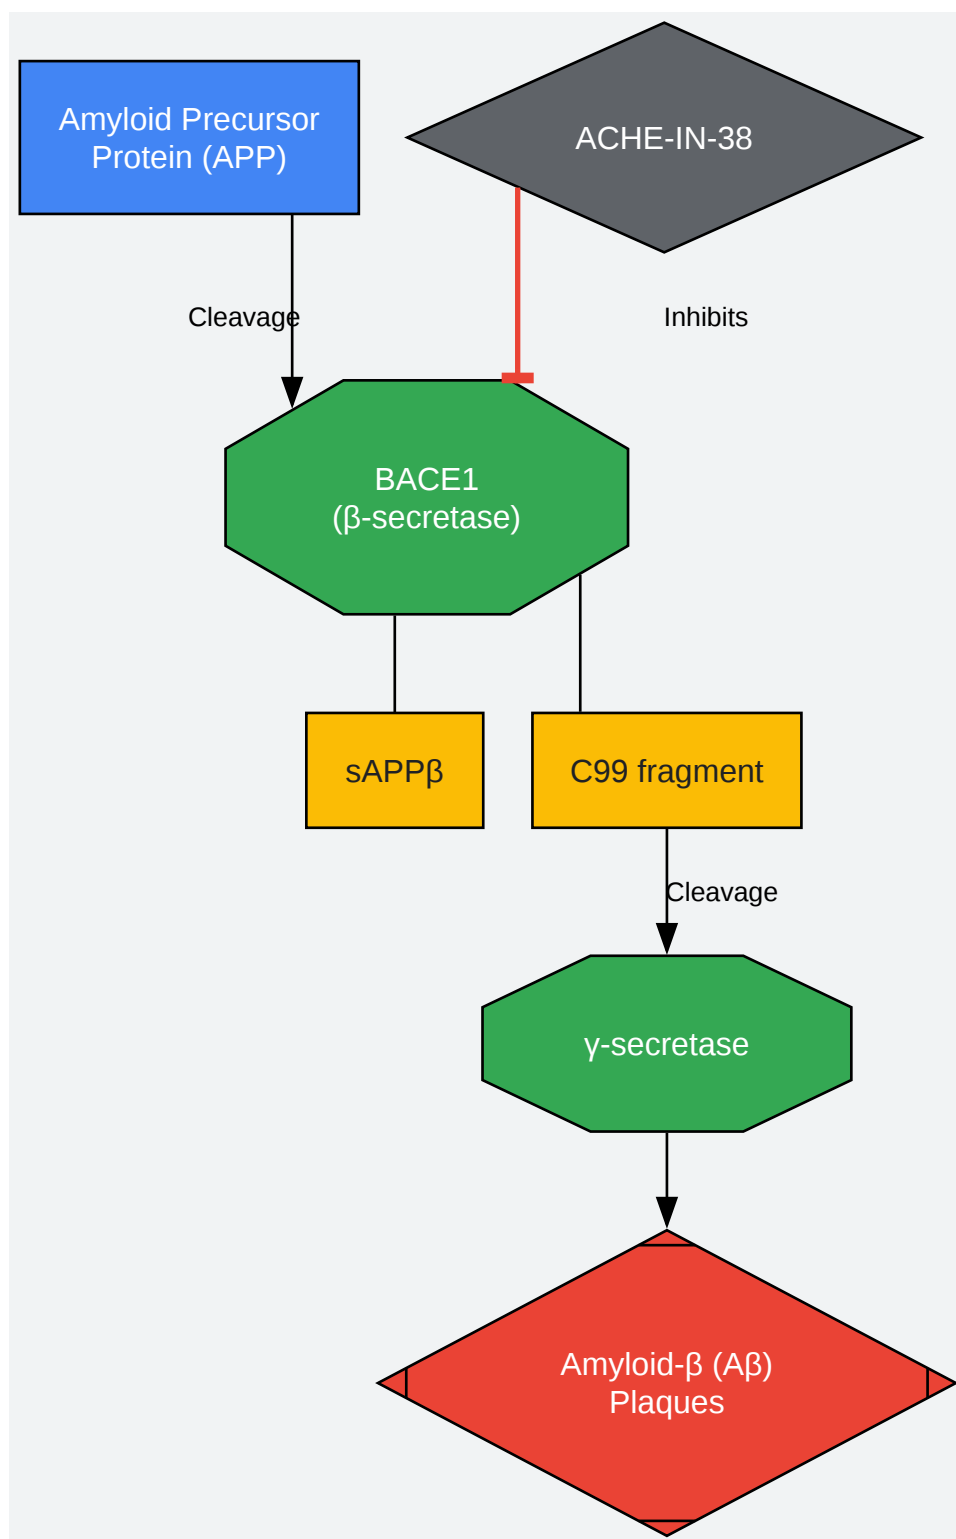 Amyloid Precursor
Protein (APP)
ACHE-IN-38
Cleavage
Inhibits
BACE1
(β-secretase)
sAPPβ
C99 fragment
Cleavage
γ-secretase
Amyloid-β (Aβ)
Plaques